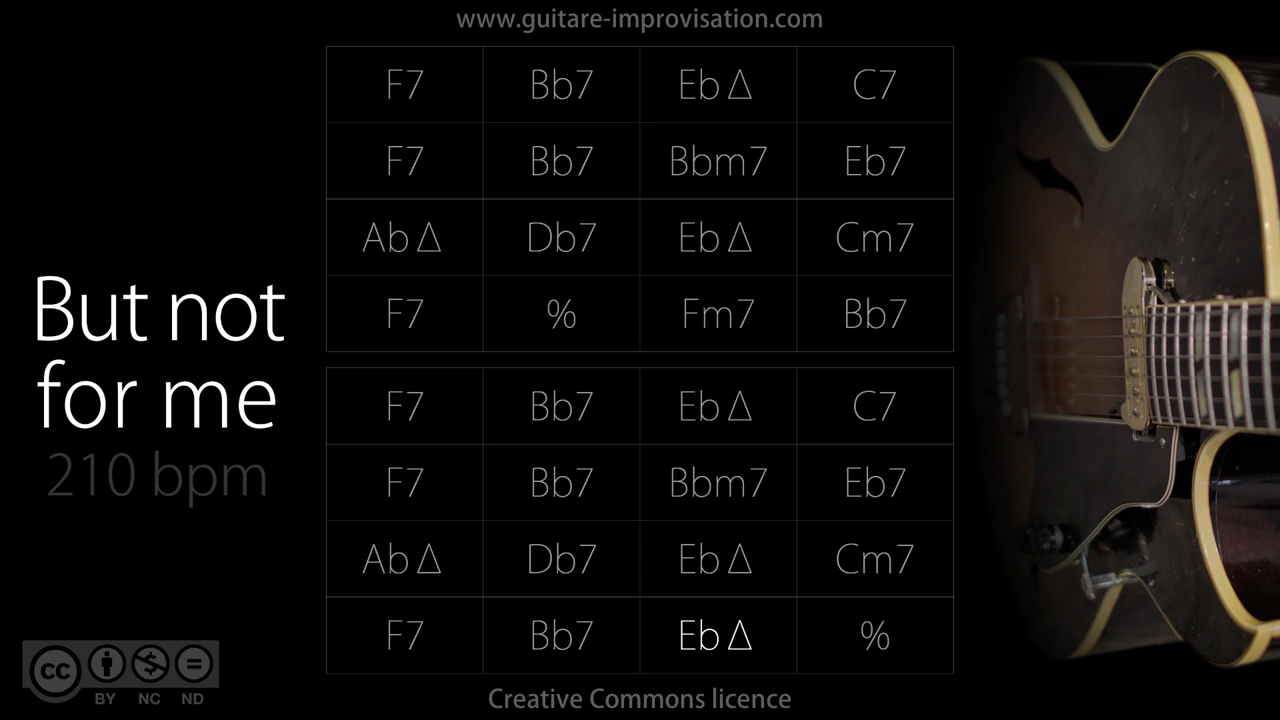 www.guitare-improvisation.com
F7 Bb7 Eb Δ C7
F7 Bb7 Bbm7 Eb7
Ab Δ Db7 Eb Δ Cm7
F7 % Fm7 Bb7
But not
for me
210 bpm
F7 Bb7 Eb Δ C7
F7 Bb7 Bbm7 Eb7
Ab Δ Db7 Eb Δ Cm7
F7 Bb7 Eb Δ %
cc
BY NC ND
Creative Commons licence